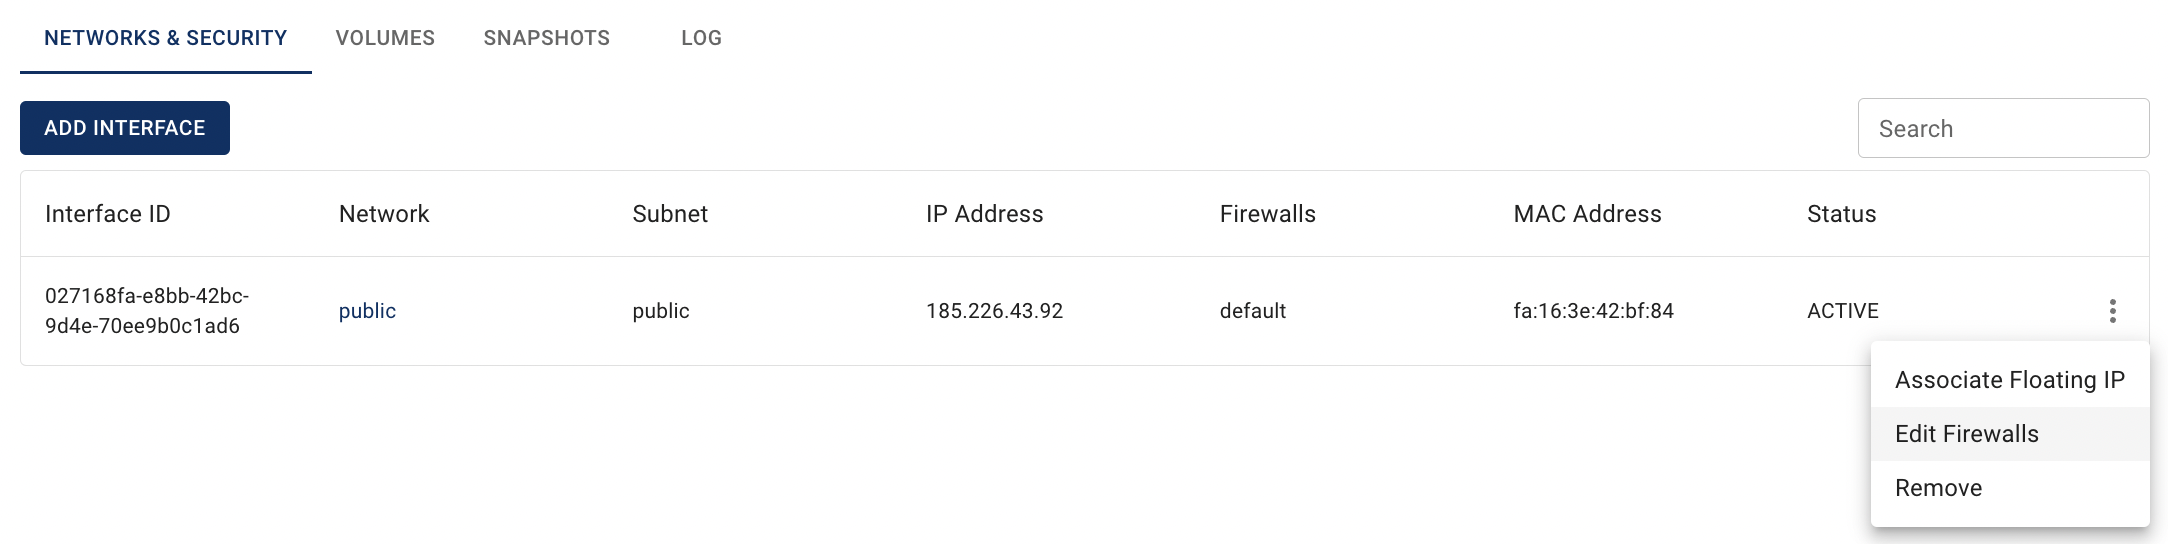 NETWORKS & SECURITY VOLUMES SNAPSHOTS LOG
ADD INTERFACE Search
Interface ID Network Subnet IP Address Firewalls MAC Address Status
027168fa-e8bb-42bc-
9d4e-70ee9b0c1ad6 public public 185.226.43.92 default fa:16:3e:42:bf:84 ACTIVE
Associate Floating IP
Edit Firewalls
Remove